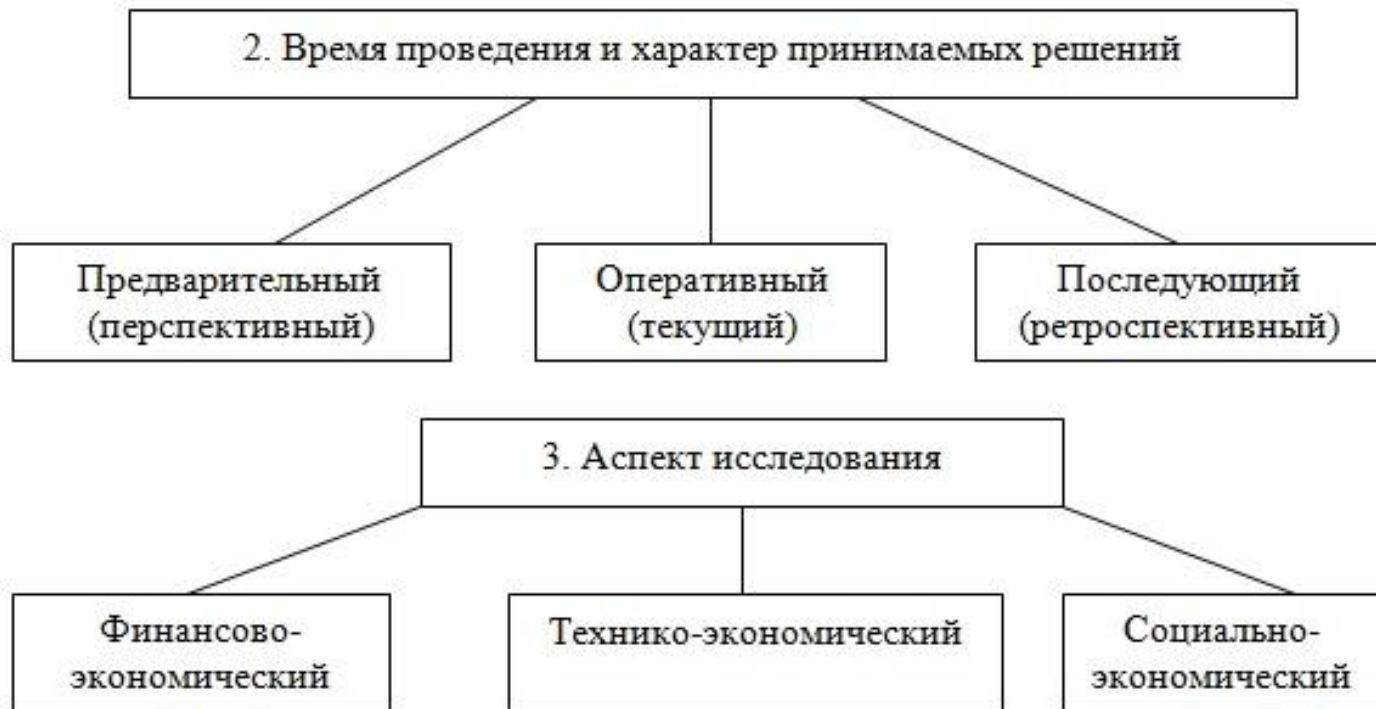 2. Время проведения и характер принимаемых решений
Предварительный
(перспективный)
Оперативный
(текущий)
Последующий
(ретроспективный)
3. Аспект исследования
Финансово-
экономический
Технико-экономический
Социально-
экономический